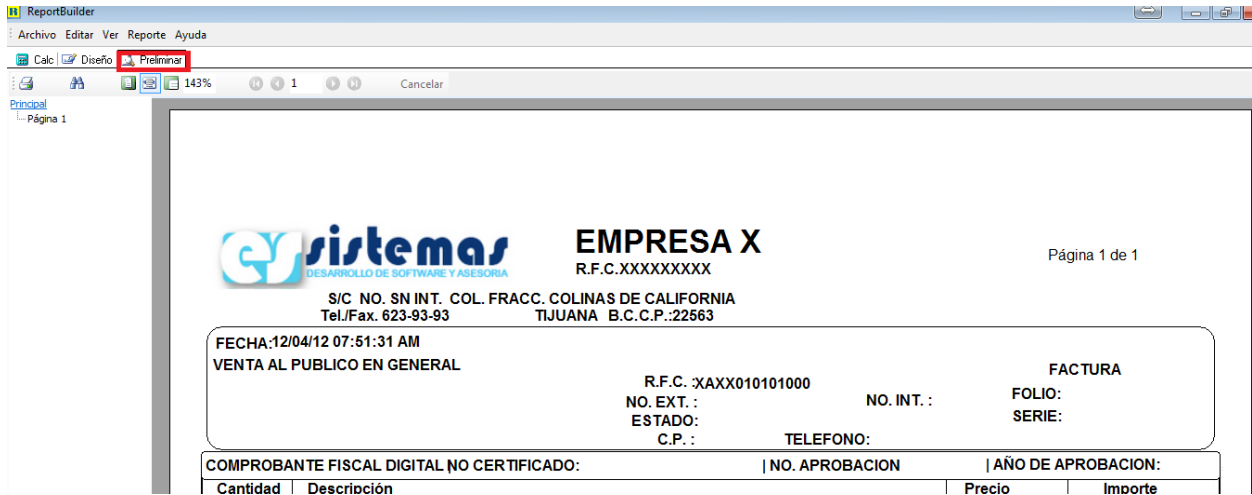 ReportBuilder
Archivo Editar Ver Reporte Ayuda
Calc Diseño Preliminar
143% 1 Cancelar
Principal
Página 1
ey sistemas
DESARROLLO DE SOFTWARE Y ASESORIA
EMPRESA X
R.F.C.XXXXXXXXX
Página 1 de 1
S/C NO. SN INT. COL. FRACC. COLINAS DE CALIFORNIA
Tel./Fax. 623-93-93 TIJUANA B.C.C.P.:22563
FECHA:12/04/12 07:51:31 AM
VENTA AL PUBLICO EN GENERAL
FACTURA
R.F.C. :XAXX010101000
NO. EXT. : NO. INT. : FOLIO:
ESTADO: SERIE:
C.P. : TELEFONO:
COMPROBANTE FISCAL DIGITAL |NO CERTIFICADO: | NO. APROBACION | AÑO DE APROBACION:
Cantidad Descripción Precio Importe